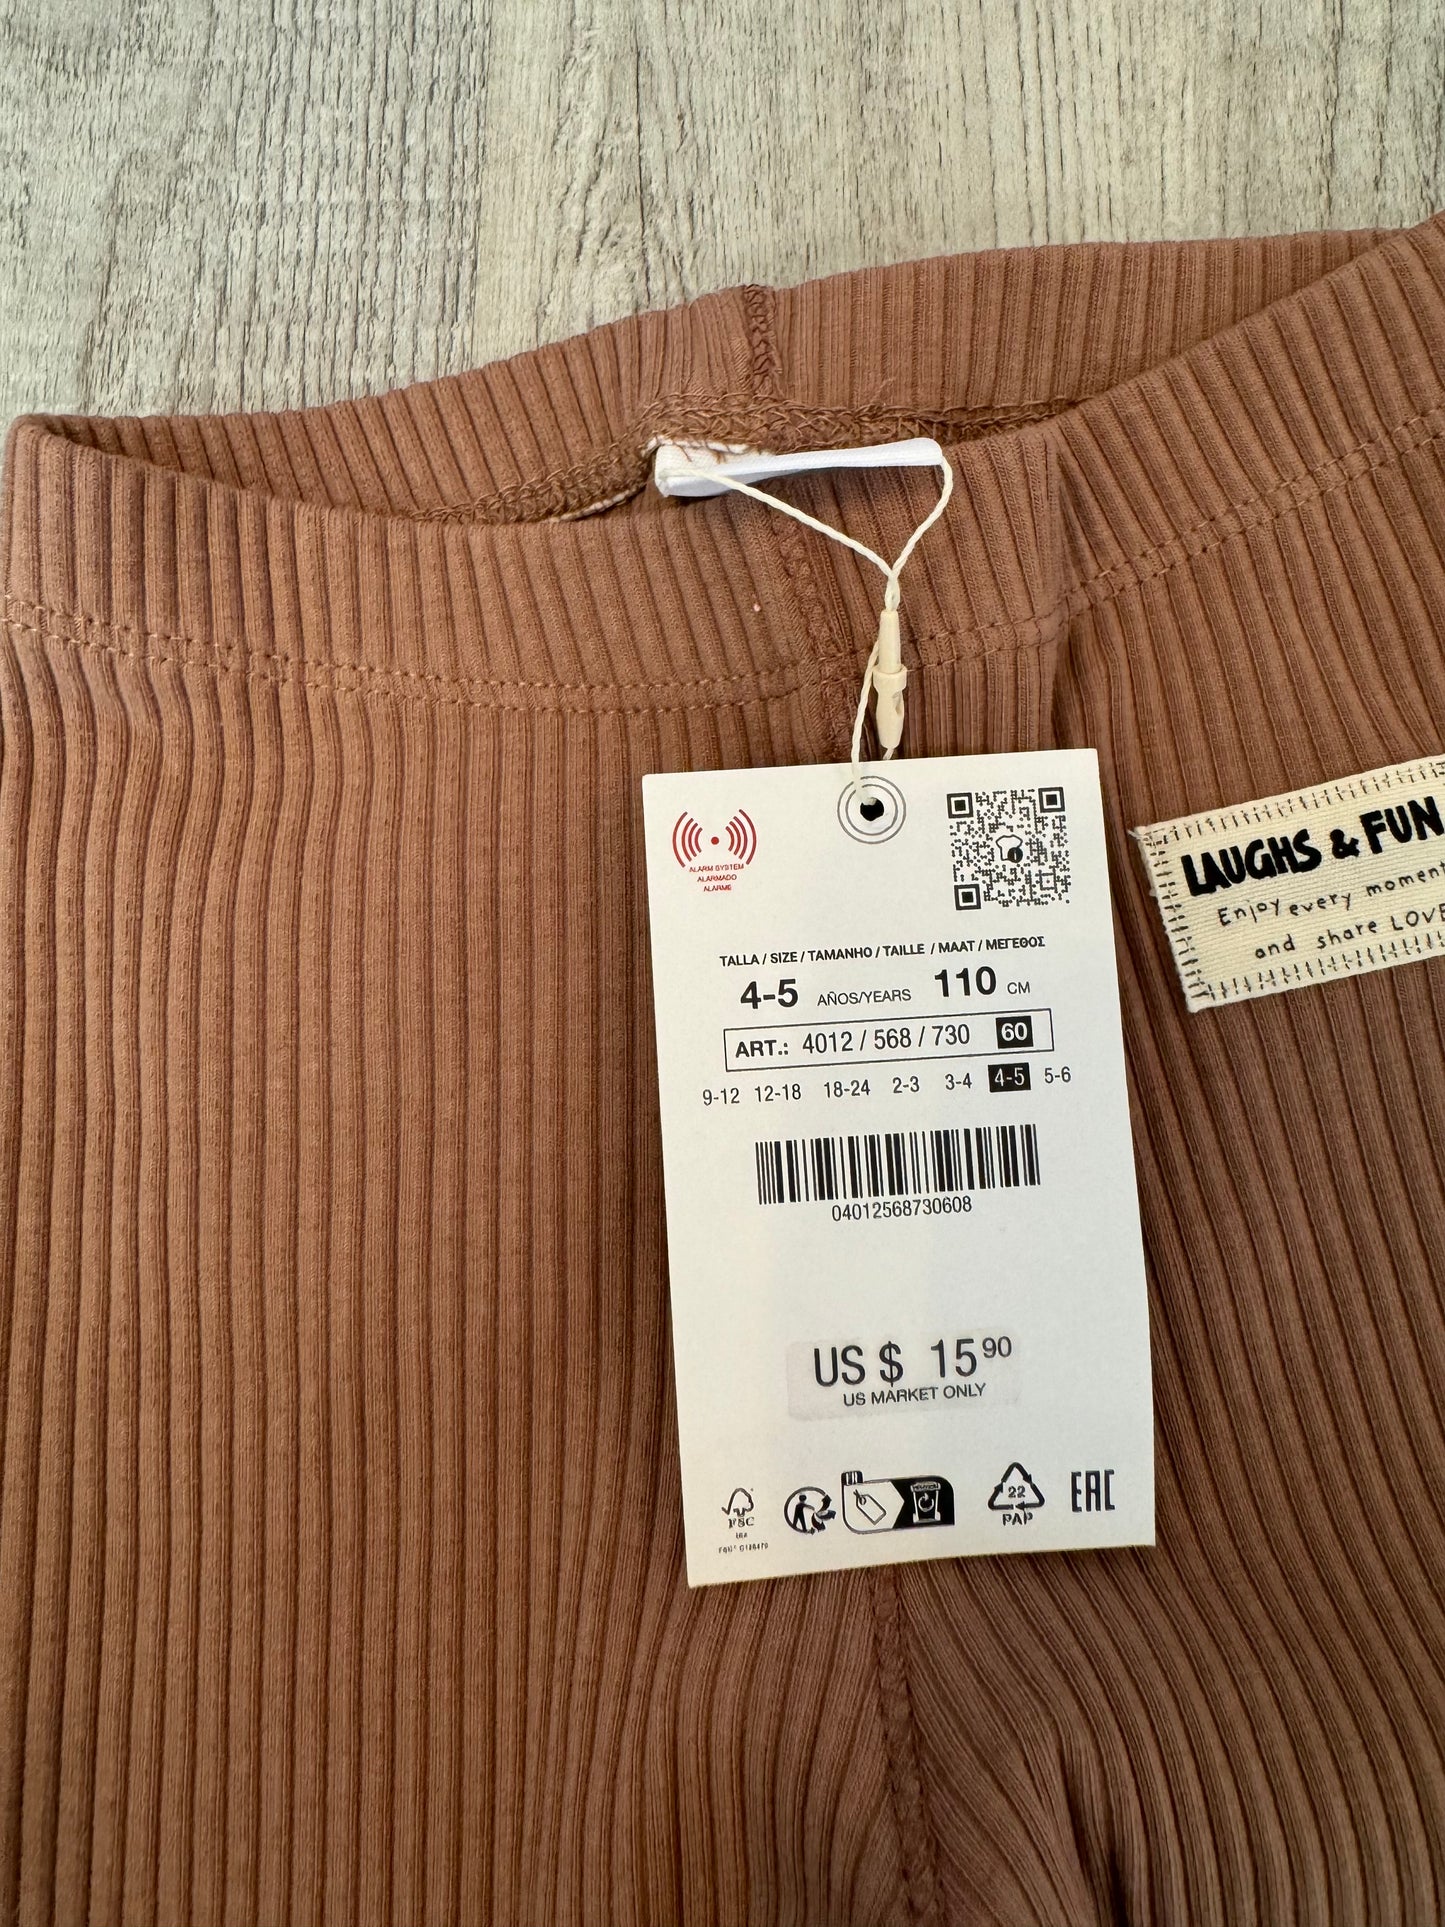 ALARM SYSTEM
ALARMADO
ALARME
TALLA / SIZE / TAMANHO / TAILLE / MAAT / ΜΕΓΕΘΟΣ
4-5 AÑOS/YEARS 110 CM
ART.: 4012 / 568 / 730 60
9-12 12-18 18-24 2-3 3-4 4-5 5-6
04012568730608
US $ 15 90
US MARKET ONLY
FR
FSC
22
PAP
EAC
LAUGHS & FUN
Enjoy every moment
and share LOVE